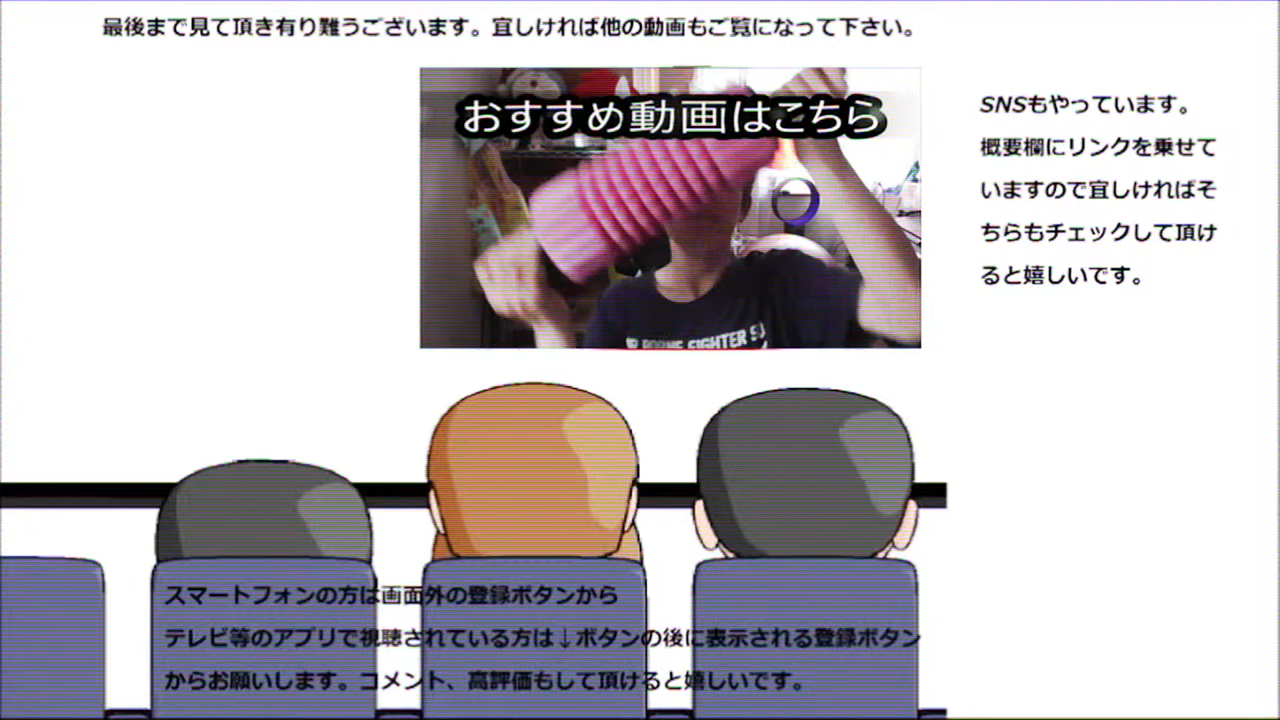 最後まで見て頂き有り難うございます。宜しければ他の動画もご覧になって下さい。
おすすめ動画はこちら
SNSもやっています。
概要欄にリンクを乗せて
いますので宜しければそ
ちらもチェックして頂け
ると嬉しいです。
FIGHTER
スマートフォンの方は画面外の登録ボタンから
テレビ等のアプリで視聴されている方は↓ボタンの後に表示される登録ボタン
からお願いします。コメント、高評価もして頂けると嬉しいです。